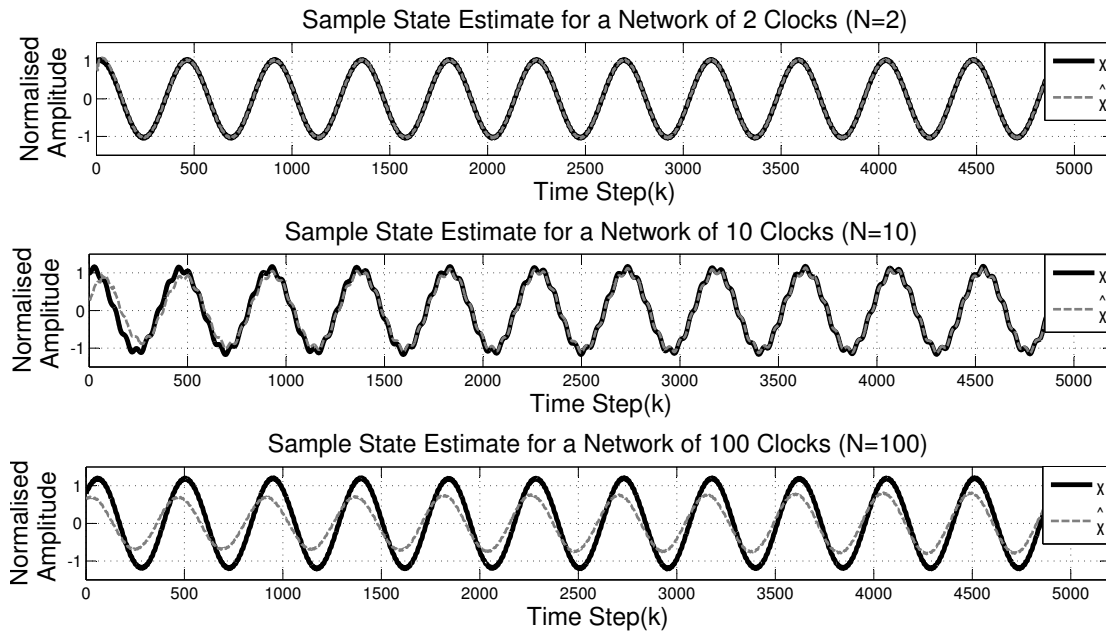 Sample State Estimate for a Network of 2 Clocks (N=2)
Normalised
Amplitude
1
0
-1
0 500 1000 1500 2000 2500 3000 3500 4000 4500 5000
Time Step(k)
χ
^
χ
Sample State Estimate for a Network of 10 Clocks (N=10)
Normalised
Amplitude
1
0
-1
0 500 1000 1500 2000 2500 3000 3500 4000 4500 5000
Time Step(k)
χ
^
χ
Sample State Estimate for a Network of 100 Clocks (N=100)
Normalised
Amplitude
1
0
-1
0 500 1000 1500 2000 2500 3000 3500 4000 4500 5000
Time Step(k)
χ
^
χ